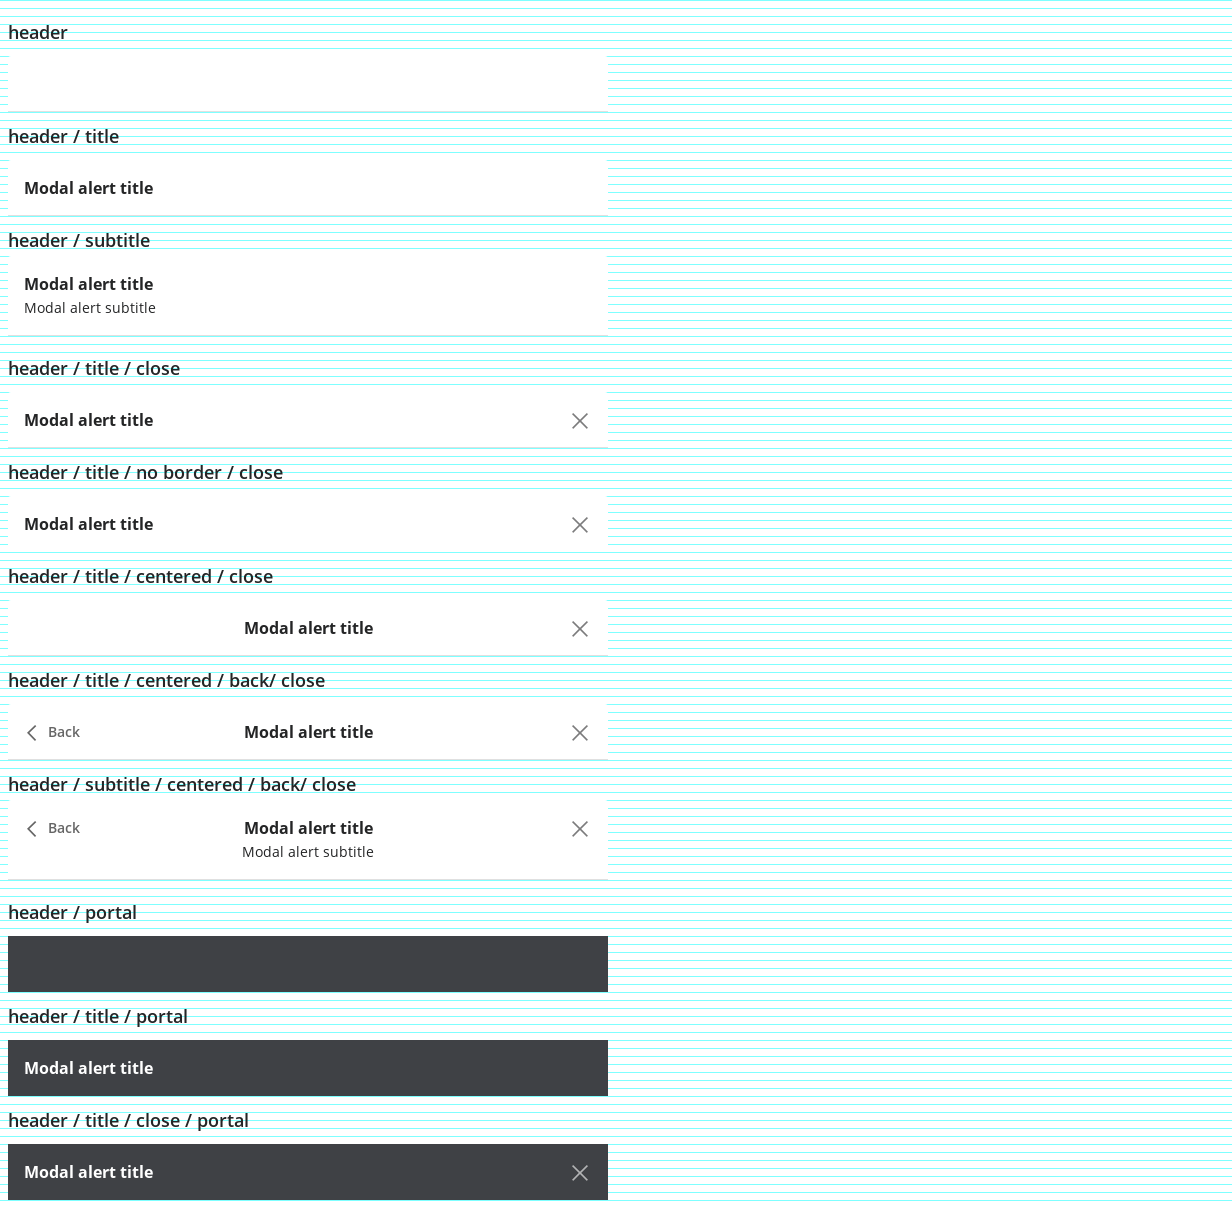 header
header / title
Modal alert title
header / subtitle
Modal alert title
Modal alert subtitle
header / title / close
Modal alert title
header / title / no border / close
Modal alert title
header / title / centered / close
Modal alert title
header / title / centered / back/ close
Back Modal alert title
header / subtitle / centered / back/ close
Back Modal alert title
Modal alert subtitle
header / portal
header / title / portal
Modal alert title
header / title / close / portal
Modal alert title